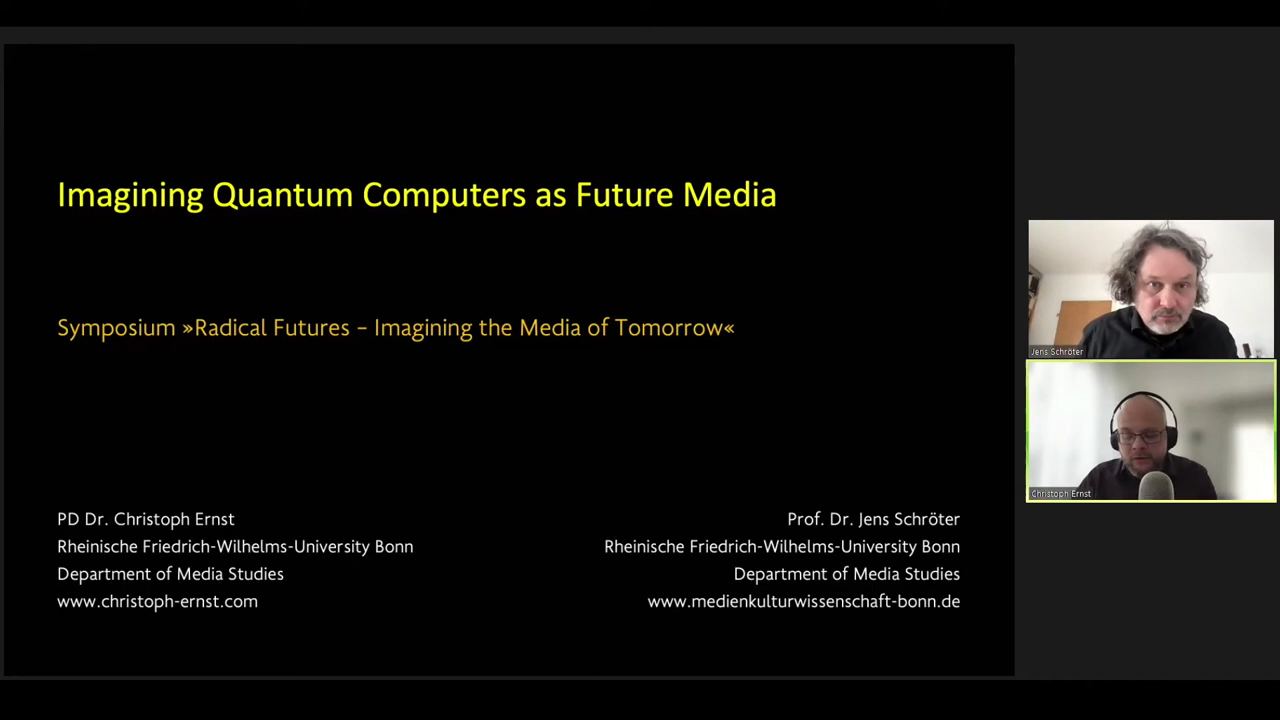 Imagining Quantum Computers as Future Media
Symposium »Radical Futures – Imagining the Media of Tomorrow«
PD Dr. Christoph Ernst
Rheinische Friedrich-Wilhelms-University Bonn
Department of Media Studies
www.christoph-ernst.com
Prof. Dr. Jens Schröter
Rheinische Friedrich-Wilhelms-University Bonn
Department of Media Studies
www.medienkulturwissenschaft-bonn.de
Jens Schröter
Christoph Ernst